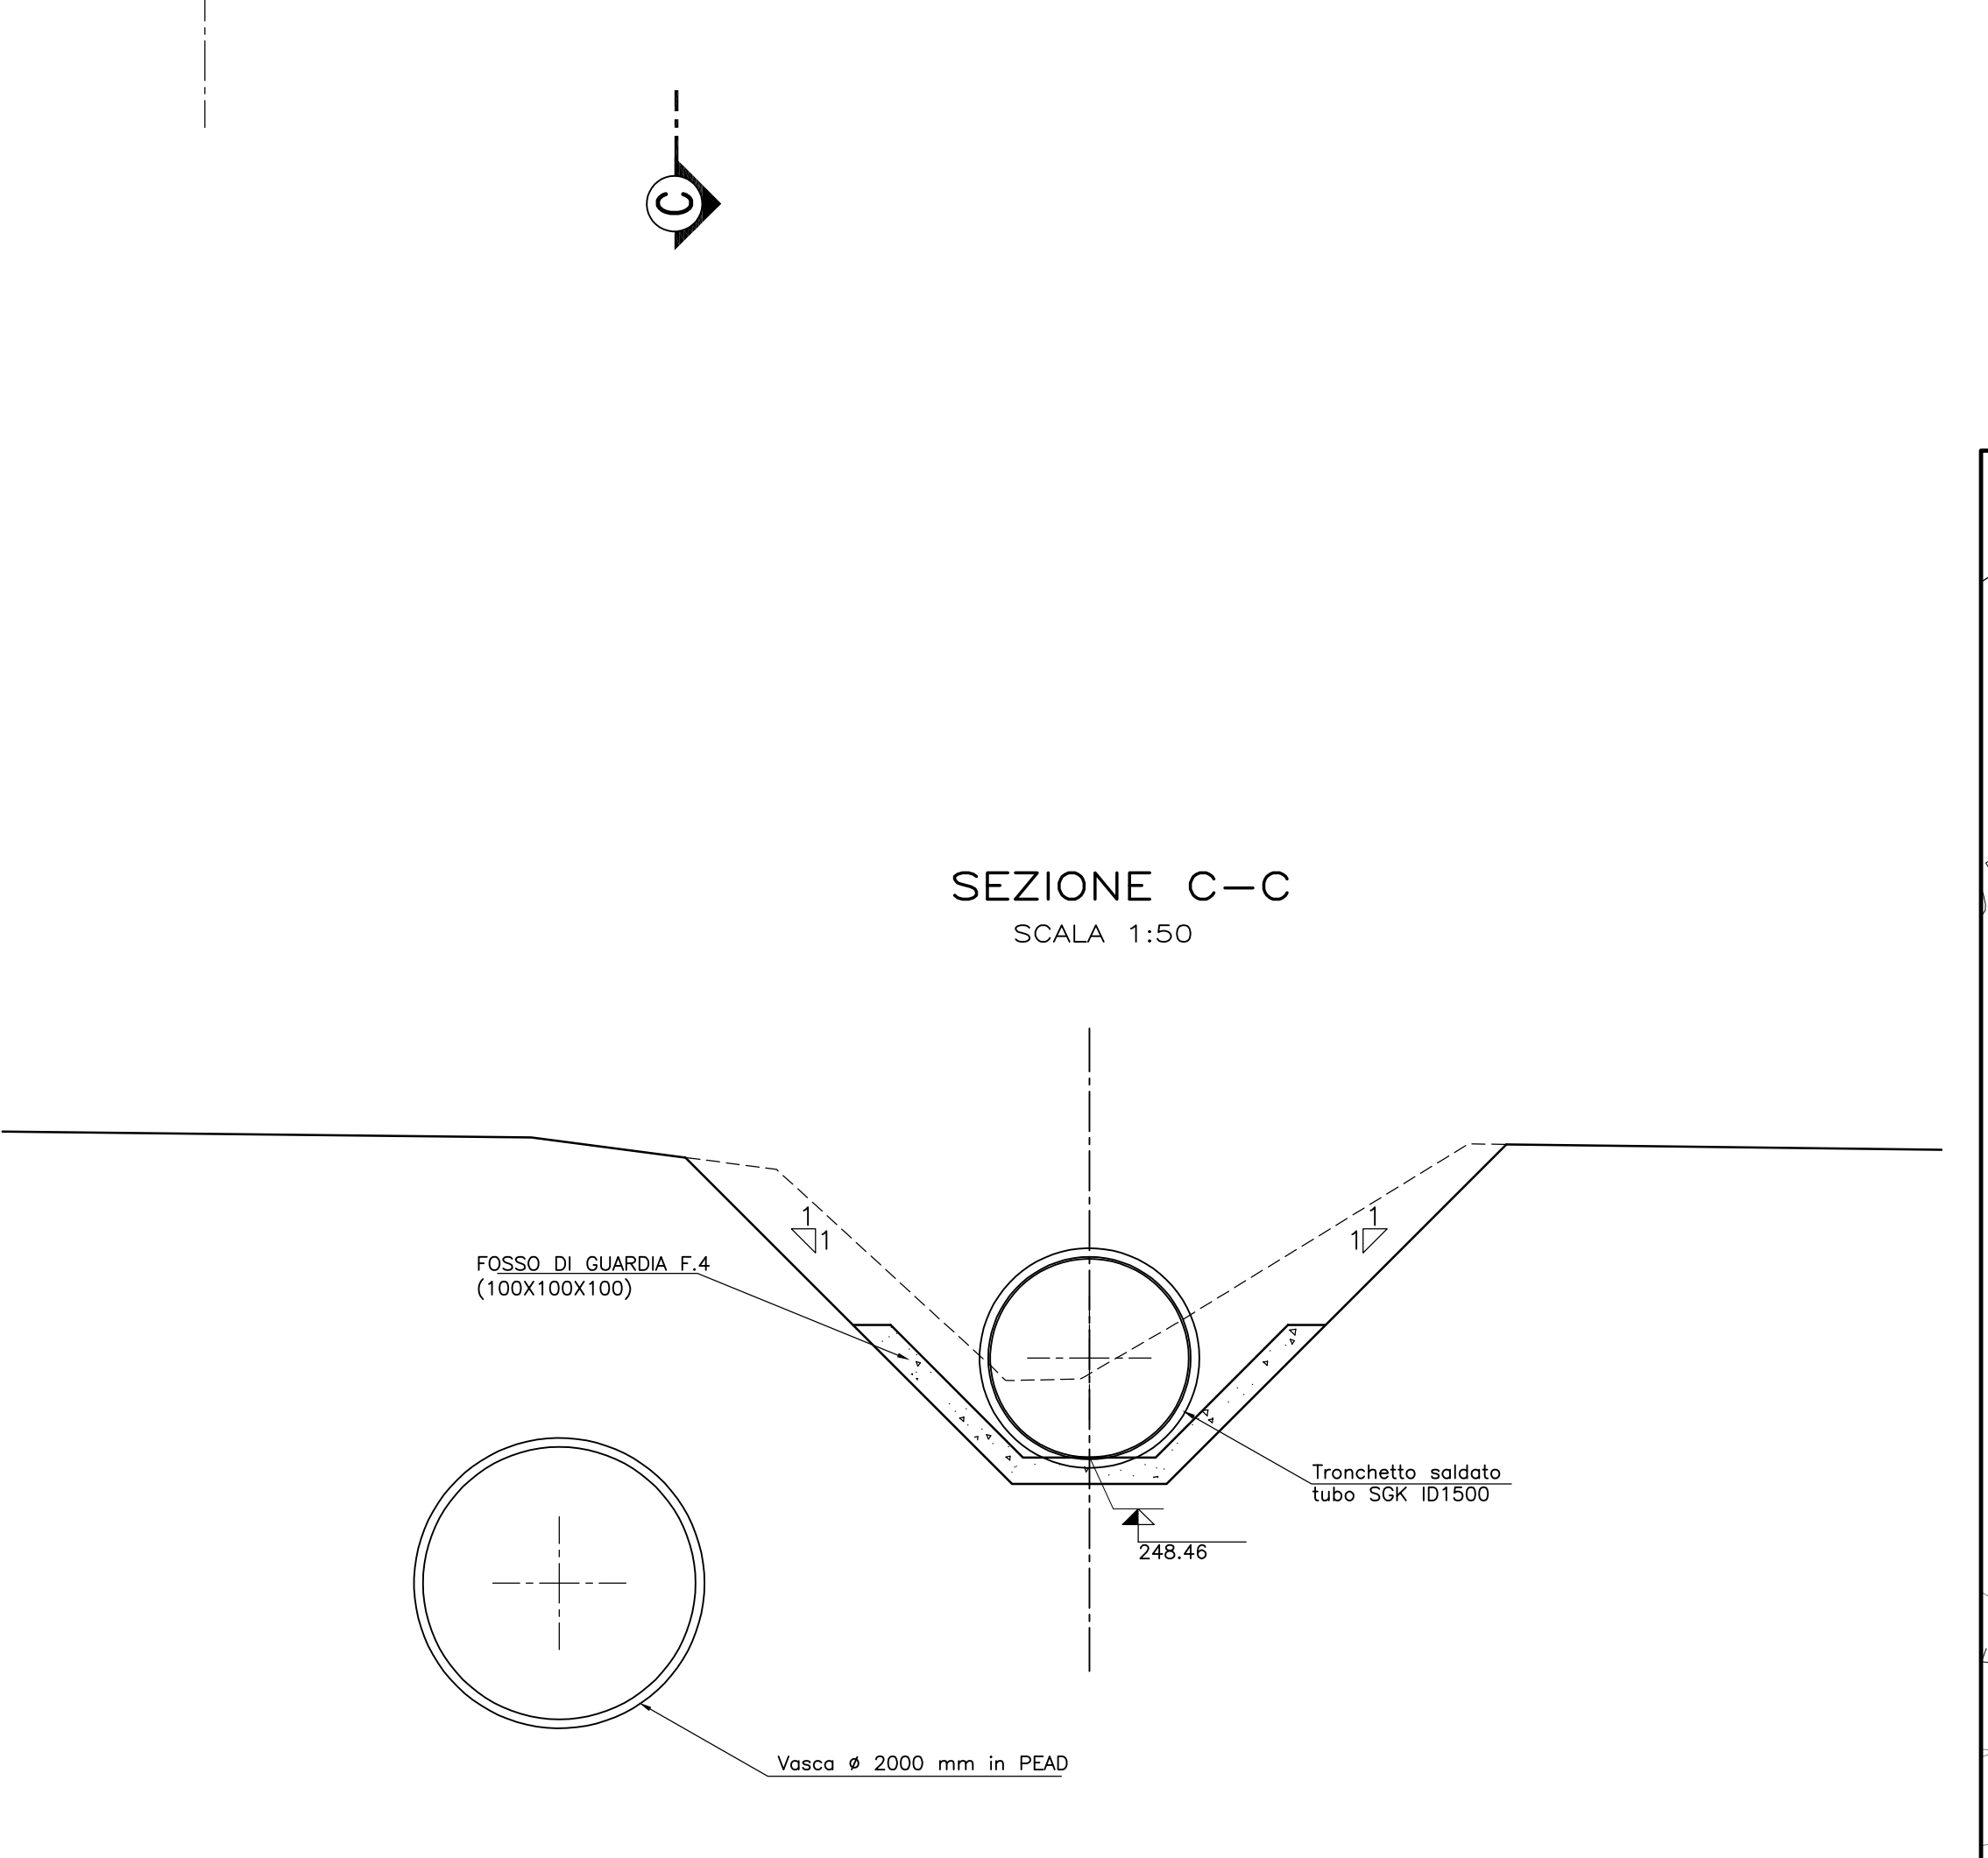 C
SEZIONE C-C
SCALA 1:50
1
1
1
1
FOSSO DI GUARDIA F.4
(100X100X100)
Tronchetto saldato
tubo SGK ID1500
248.46
Vasca ø 2000 mm in PEAD